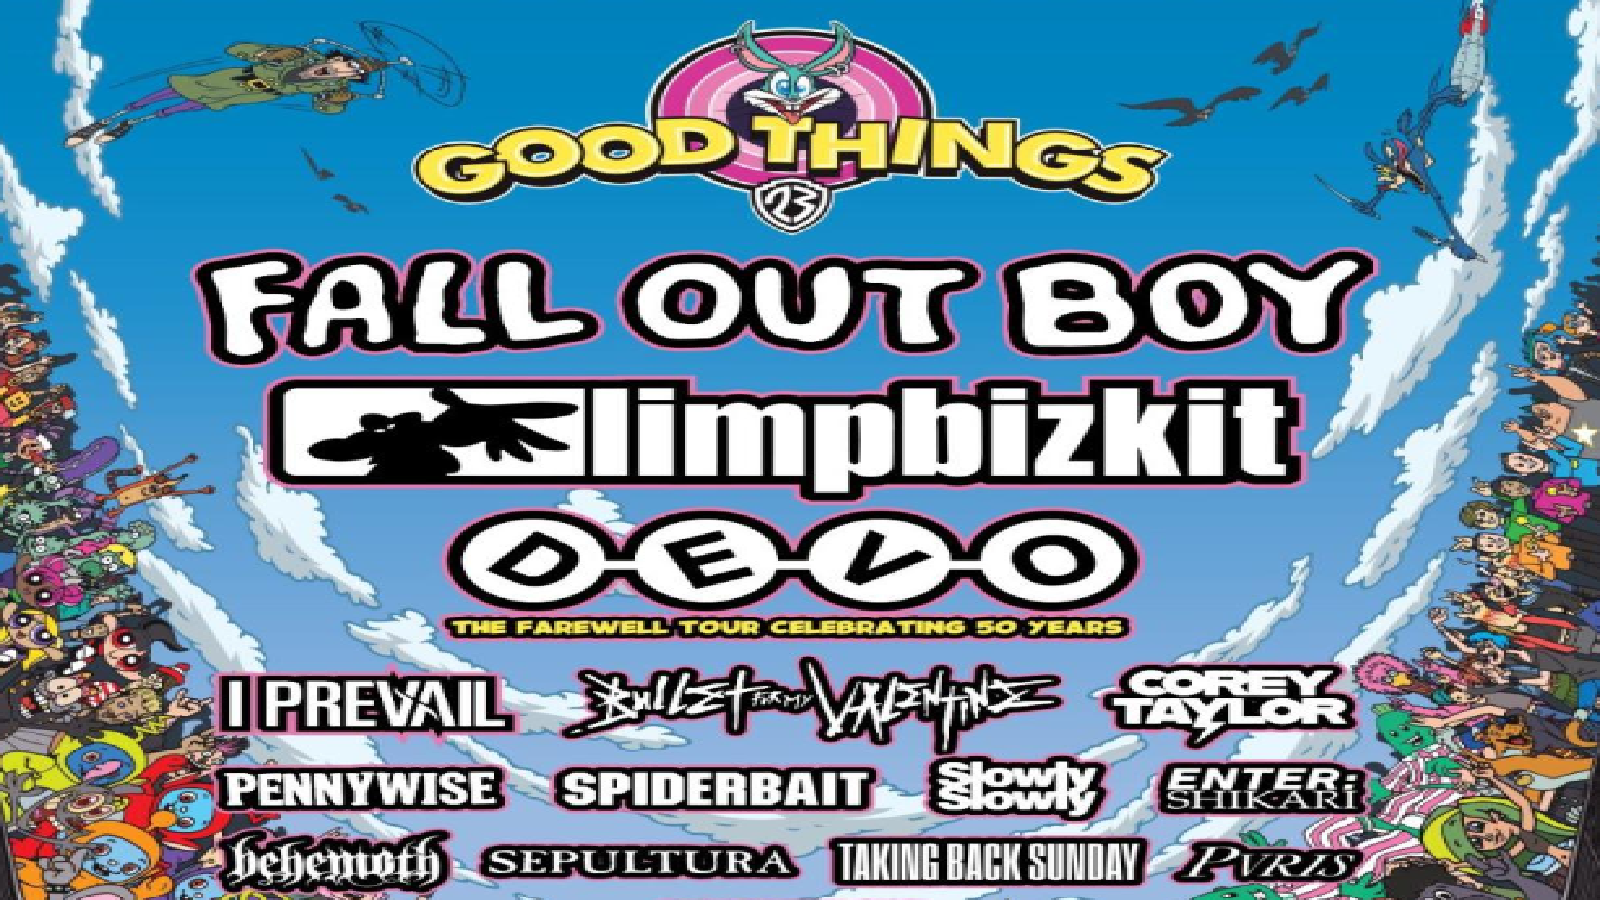 GOOD THINGS
23
FALL OUT BOY
limpbizkit
DEVO
THE FAREWELL TOUR CELEBRATING 50 YEARS
I PREVAIL BULLET FOR MY VALENTINE COREY TAYLOR
PENNYWISE SPIDERBAIT Slowly Slowly ENTER: SHIKARI
behemoth SEPULTURA TAKING BACK SUNDAY PVRIS